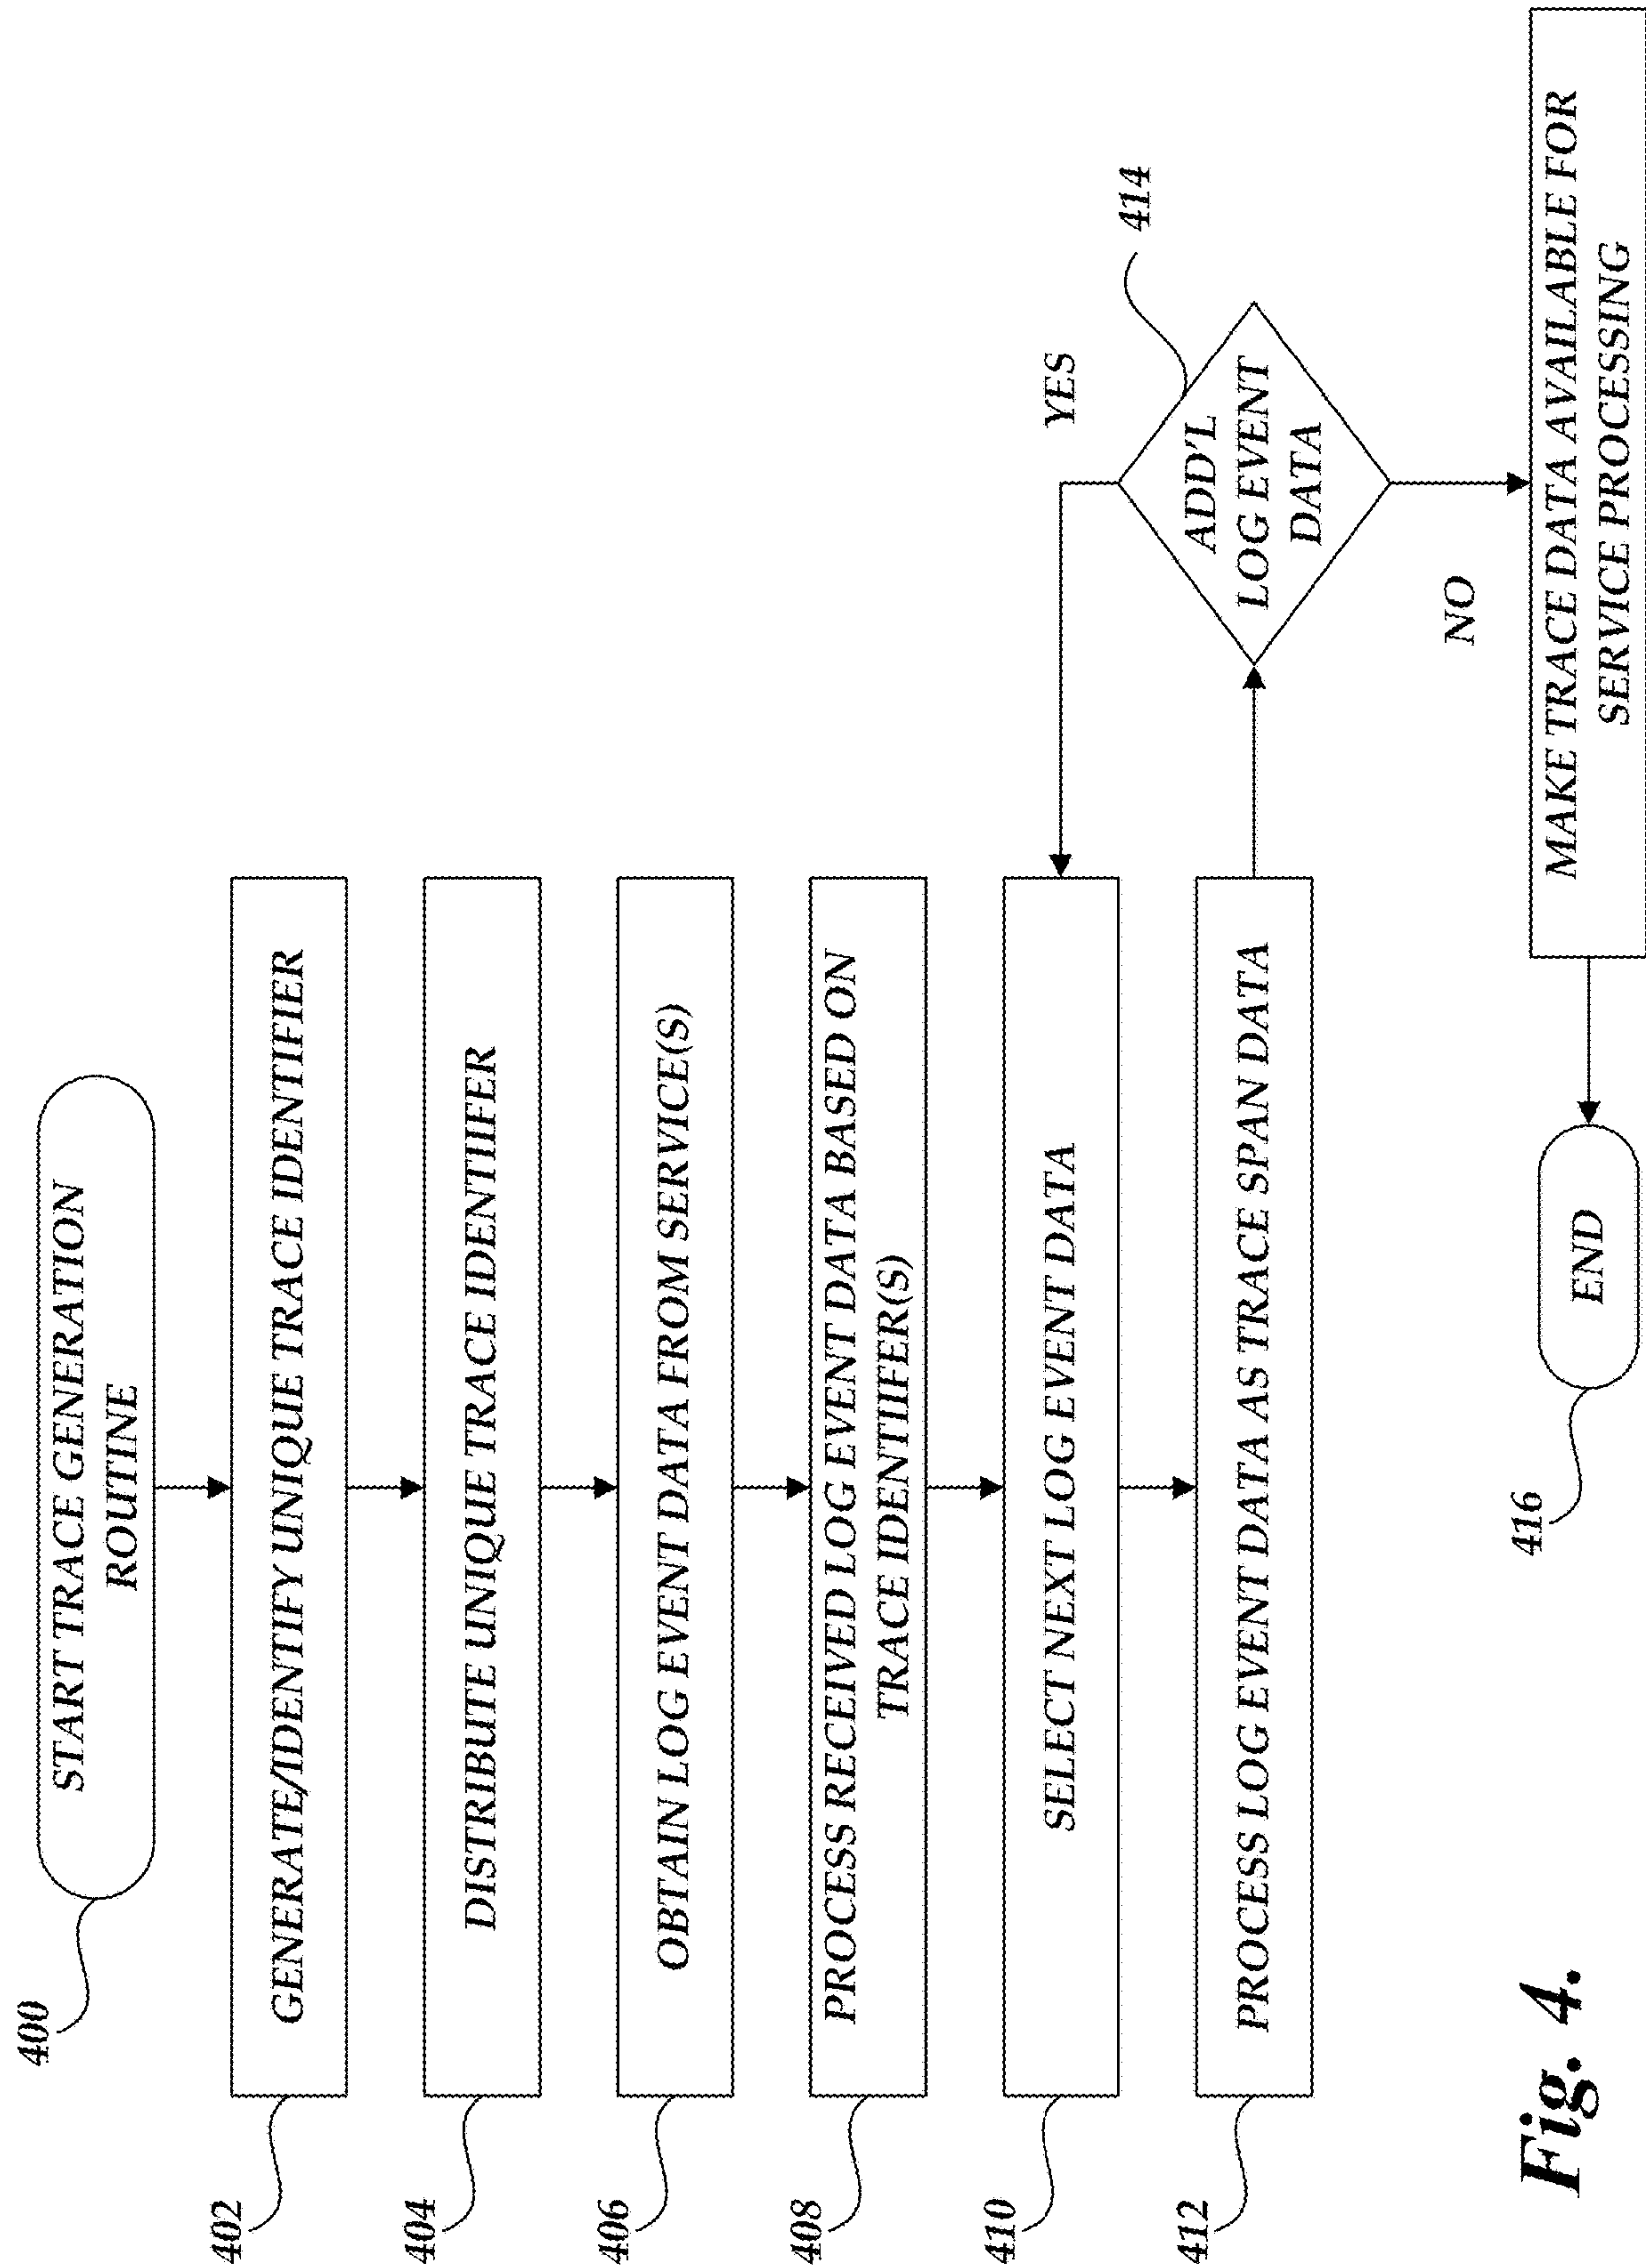 400
START TRACE GENERATION
ROUTINE
402
GENERATE/IDENTIFY UNIQUE TRACE IDENTIFIER
404
DISTRIBUTE UNIQUE TRACE IDENTIIFER
406
OBTAIN LOG EVENT DATA FROM SERVICE(S)
408
PROCESS RECEIVED LOG EVENT DATA BASED ON
TRACE IDENTIIFER(S)
410
SELECT NEXT LOG EVENT DATA
412
PROCESS LOG EVENT DATA AS TRACE SPAN DATA
414
ADD'L
LOG EVENT
DATA
YES
NO
MAKE TRACE DATA AVAILABLE FOR
SERVICE PROCESSING
416
END
Fig. 4.